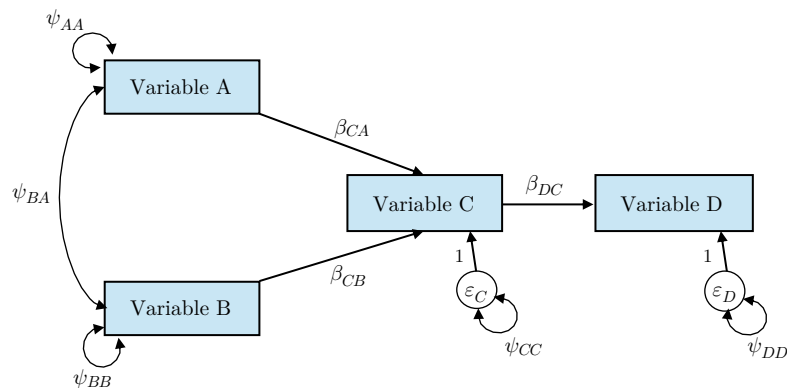 ψ_AA
Variable A
β_CA
ψ_BA
Variable C
β_DC
Variable D
β_CB
1
1
Variable B
ε_C
ε_D
ψ_CC
ψ_DD
ψ_BB